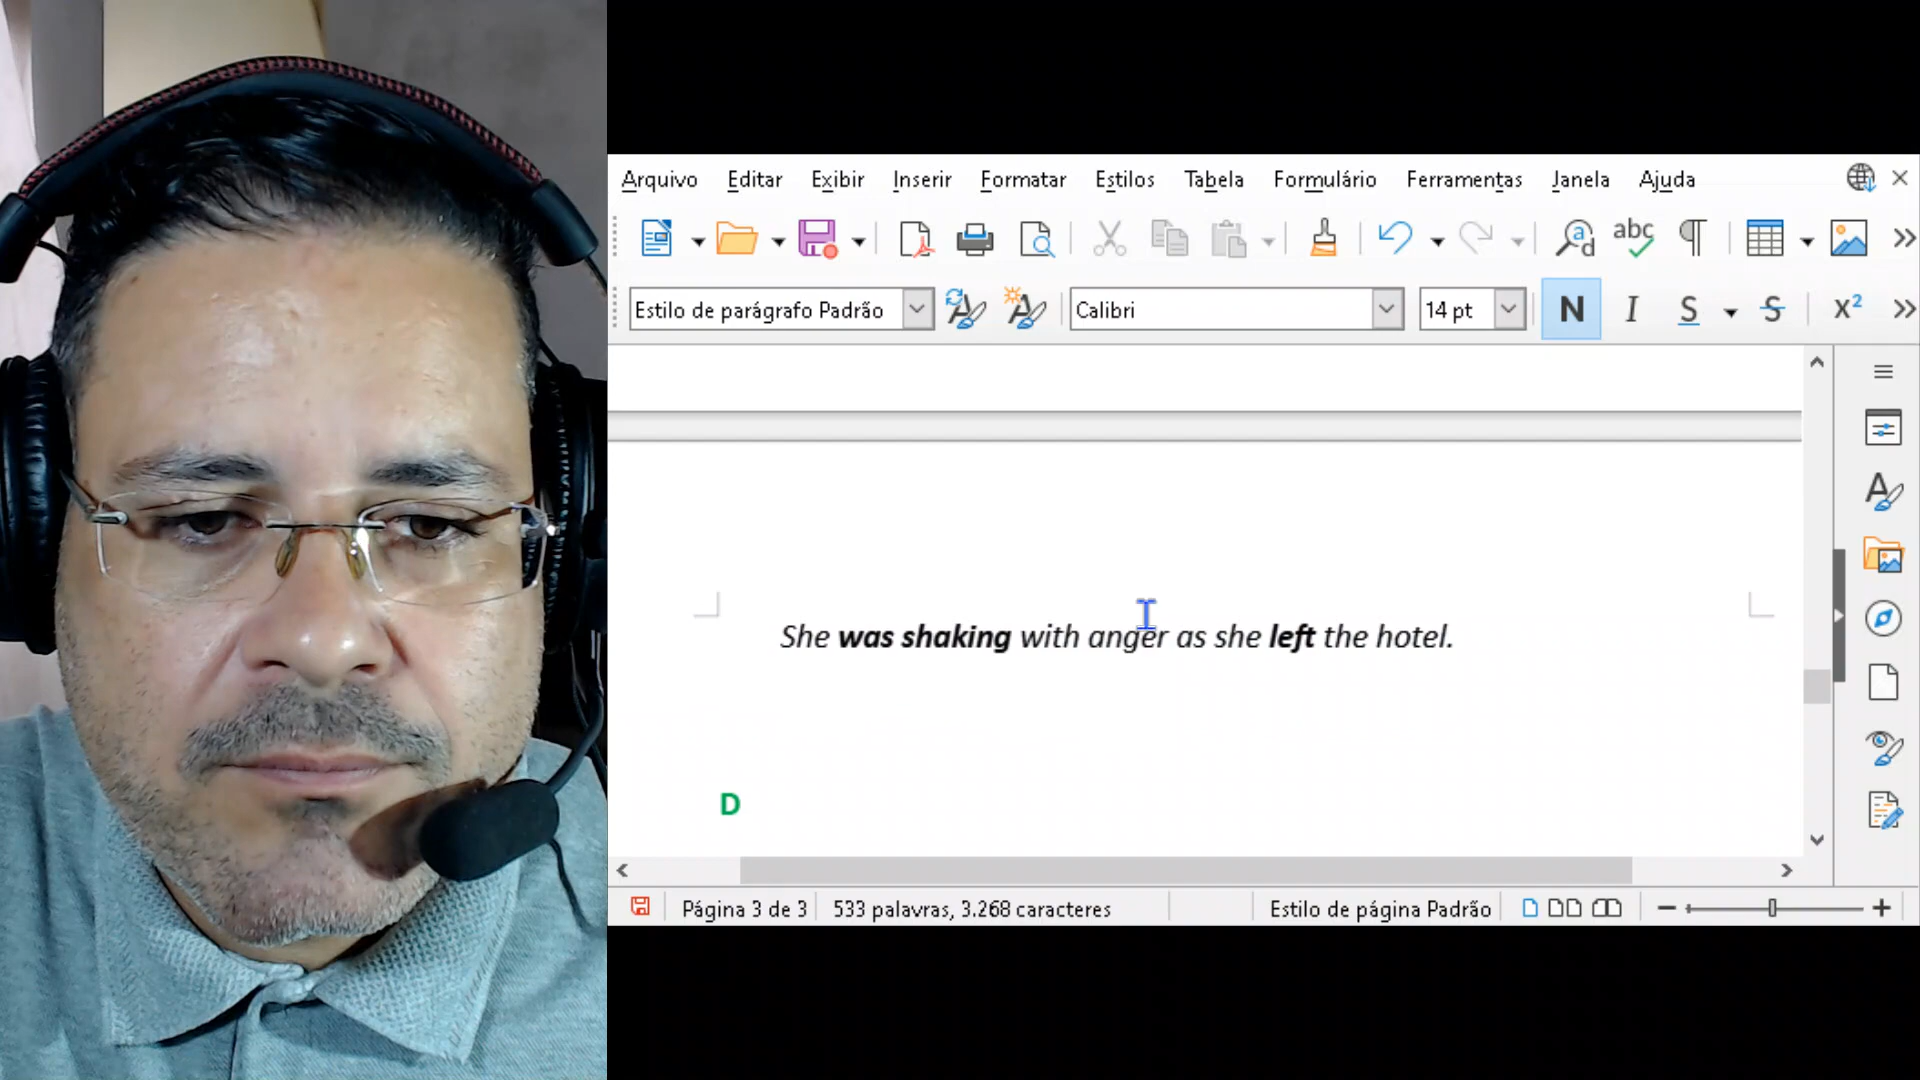 Arquivo Editar Exibir Inserir Formatar Estilos Tabela Formulário Ferramentas Janela Ajuda
abc
Estilo de parágrafo Padrão Calibri 14 pt N I S S X²
She was shaking with anger as she left the hotel.
D
Página 3 de 3 533 palavras, 3.268 caracteres Estilo de página Padrão